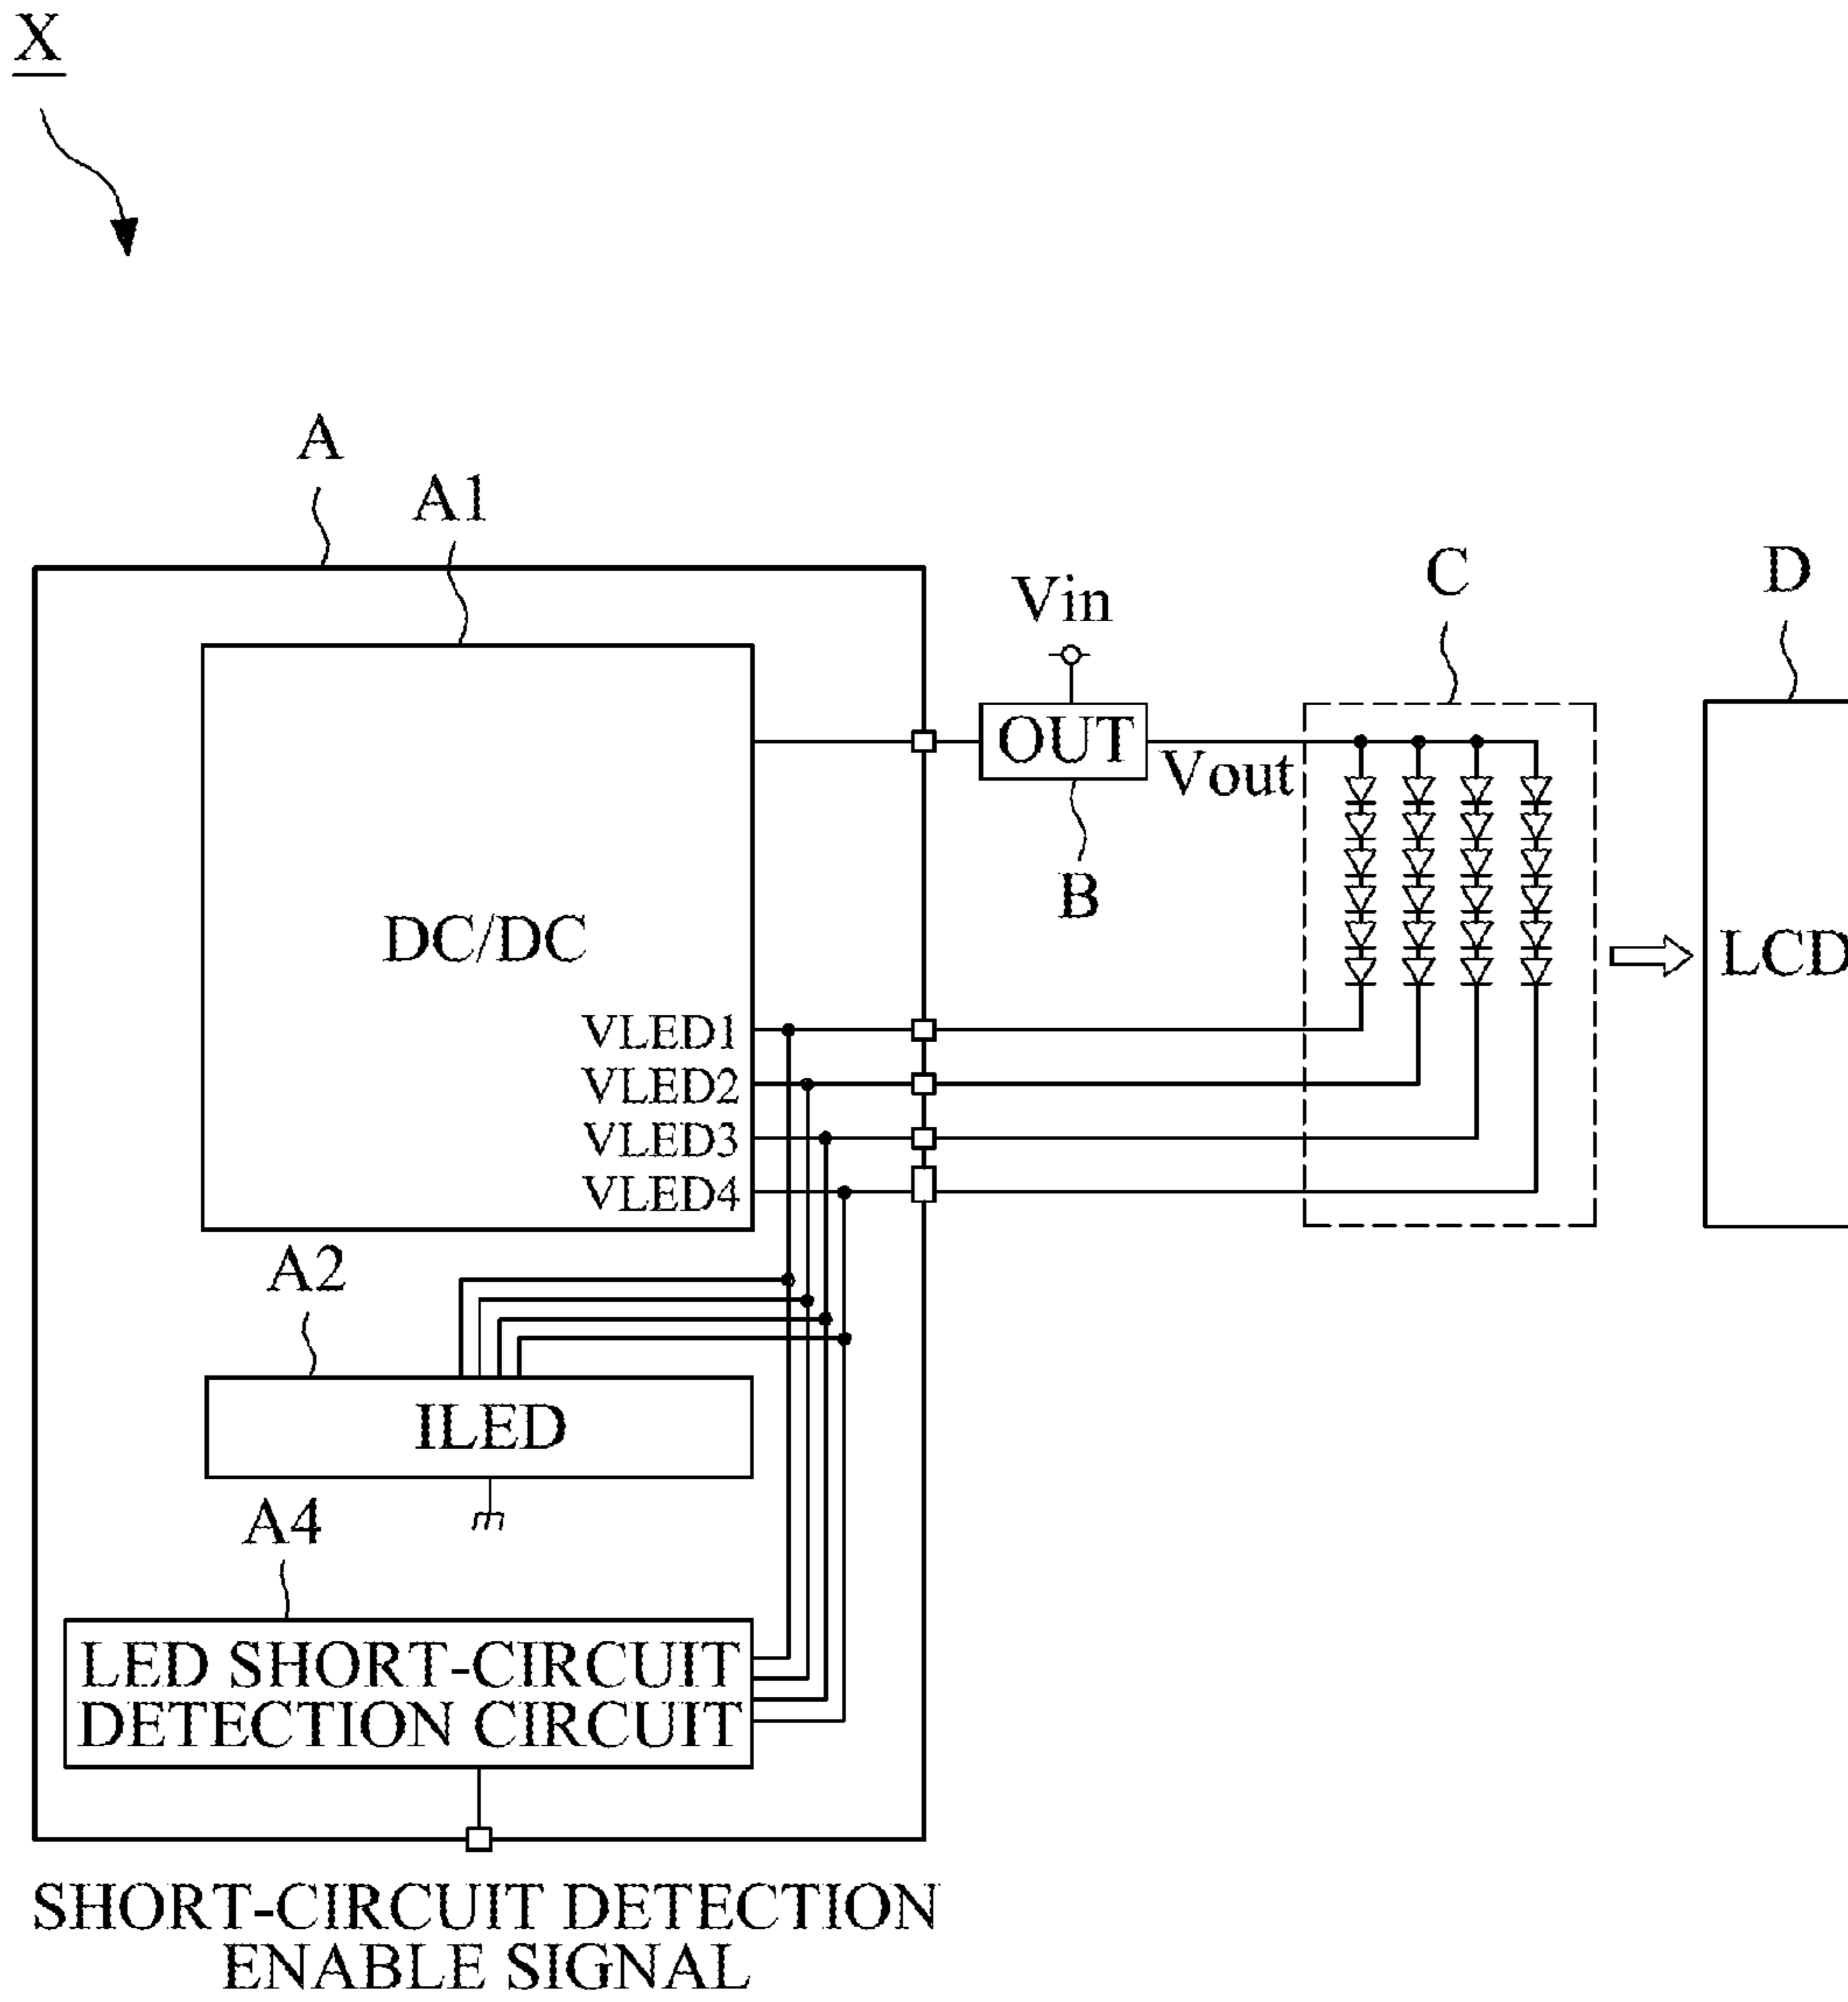 X
A
A1
C
D
Vin
OUT
Vout
B
DC/DC
LCD
VLED1
VLED2
VLED3
VLED4
A2
ILED
A4
LED SHORT-CIRCUIT
DETECTION CIRCUIT
SHORT-CIRCUIT DETECTION
ENABLE SIGNAL